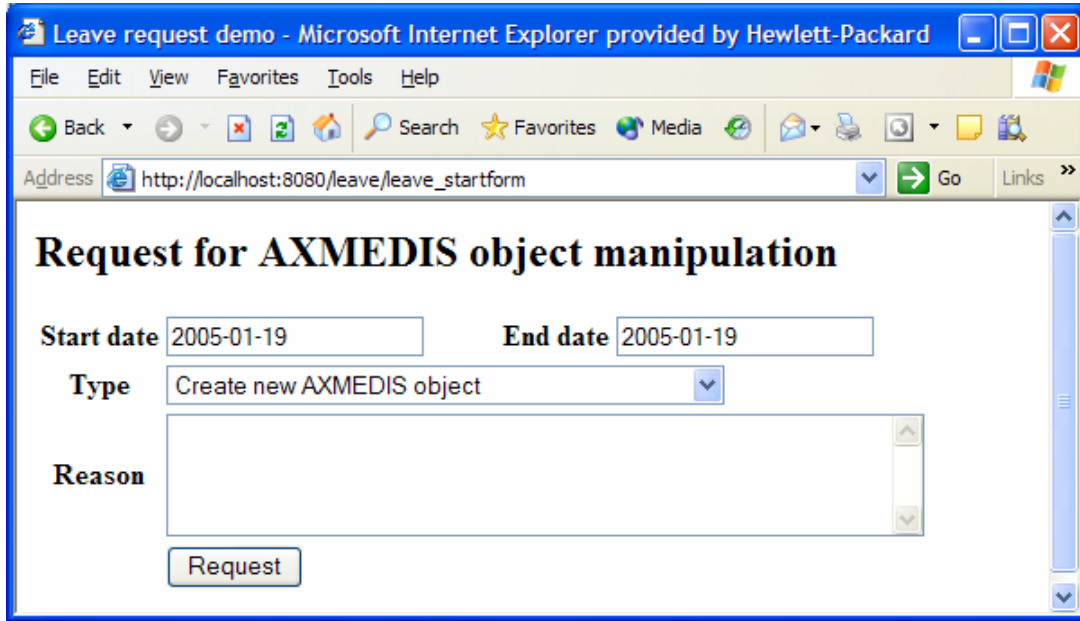 Leave request demo - Microsoft Internet Explorer provided by Hewlett-Packard
File Edit View Favorites Tools Help
Back Search Favorites Media
Address http://localhost:8080/leave/leave_startform Go Links »
Request for AXMEDIS object manipulation
Start date 2005-01-19 End date 2005-01-19
Type Create new AXMEDIS object
Reason
Request